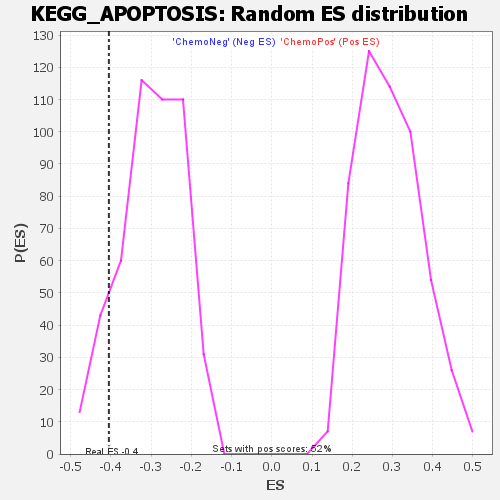 KEGG_APOPTOSIS: Random ES distribution
'ChemoNeg' (Neg ES) 'ChemoPos' (Pos ES)
130
120
110
100
90
80
70
60
50
40
30
20
10
0
P(ES)
Real ES -0.4
Sets with pos scores: 52%
-0.5 -0.4 -0.3 -0.2 -0.1 0.0 0.1 0.2 0.3 0.4 0.5
ES